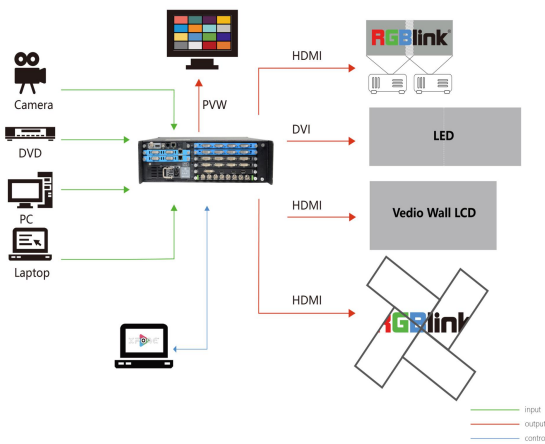 RGBlink
HDMI
Camera
PVW
DVI
LED
DVD
PC
HDMI
Vedio Wall LCD
Laptop
HDMI
RGBlink
input
output
contro